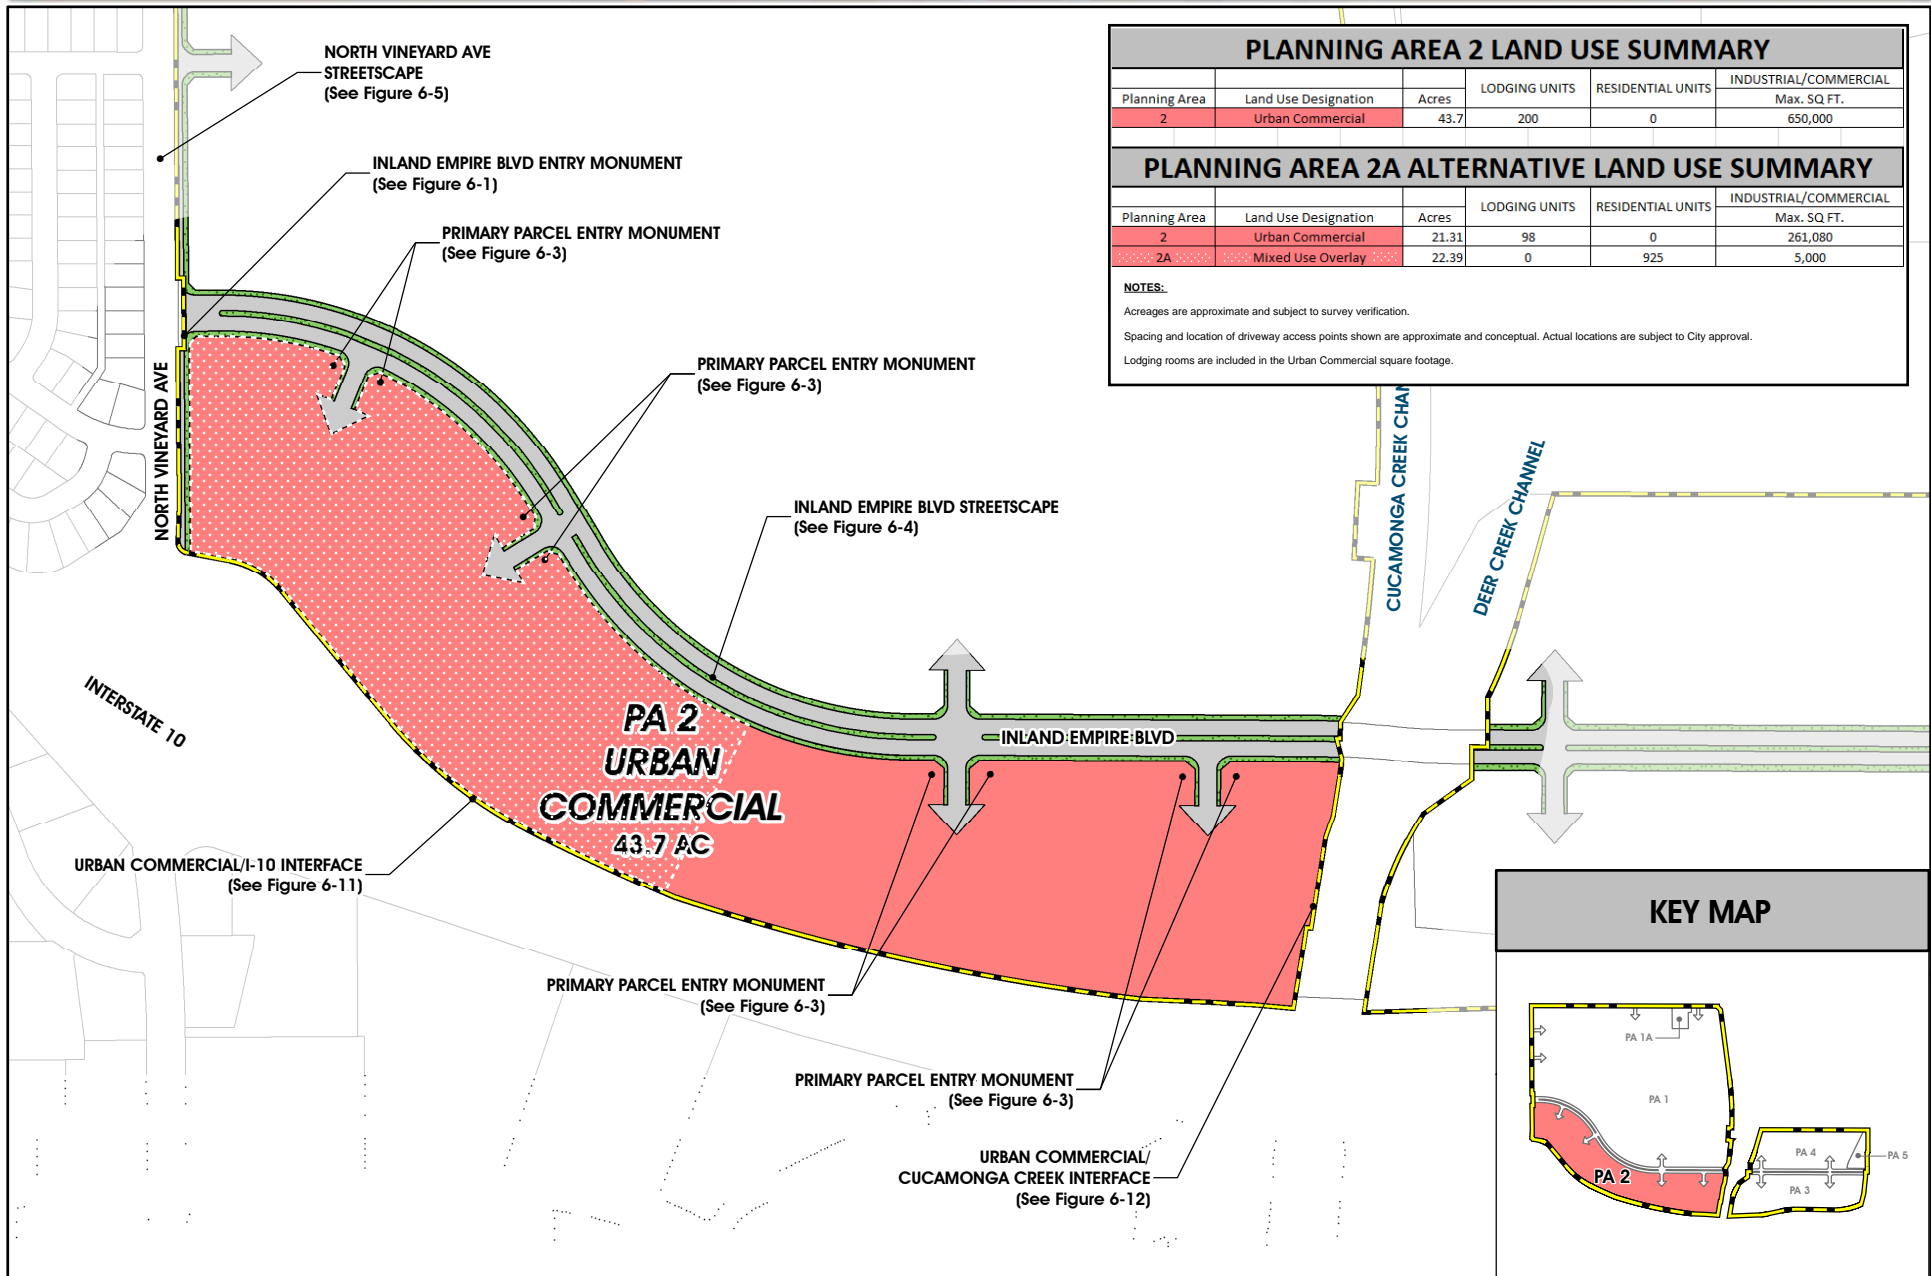 NORTH VINEYARD AVE
STREETSCAPE
(See Figure 6-5)
INLAND EMPIRE BLVD ENTRY MONUMENT
(See Figure 6-1)
PRIMARY PARCEL ENTRY MONUMENT
(See Figure 6-3)
PRIMARY PARCEL ENTRY MONUMENT
(See Figure 6-3)
INLAND EMPIRE BLVD STREETSCAPE
(See Figure 6-4)
NORTH VINEYARD AVE
INTERSTATE 10
PA 2
URBAN
COMMERCIAL
43.7 AC
INLAND EMPIRE BLVD
URBAN COMMERCIAL/I-10 INTERFACE
(See Figure 6-11)
PRIMARY PARCEL ENTRY MONUMENT
(See Figure 6-3)
PRIMARY PARCEL ENTRY MONUMENT
(See Figure 6-3)
URBAN COMMERCIAL/
CUCAMONGA CREEK INTERFACE
(See Figure 6-12)
CUCAMONGA CREEK CHAN
DEER CREEK CHANNEL
PLANNING AREA 2 LAND USE SUMMARY
Planning Area Land Use Designation Acres LODGING UNITS RESIDENTIAL UNITS INDUSTRIAL/COMMERCIAL Max. SQ FT.
2 Urban Commercial 43.7 200 0 650,000
PLANNING AREA 2A ALTERNATIVE LAND USE SUMMARY
Planning Area Land Use Designation Acres LODGING UNITS RESIDENTIAL UNITS INDUSTRIAL/COMMERCIAL Max. SQ FT.
2 Urban Commercial 21.31 98 0 261,080
2A Mixed Use Overlay 22.39 0 925 5,000
NOTES:
Acreages are approximate and subject to survey verification.
Spacing and location of driveway access points shown are approximate and conceptual. Actual locations are subject to City approval.
Lodging rooms are included in the Urban Commercial square footage.
KEY MAP
PA 1A
PA 1
PA 2
PA 4
PA 5
PA 3